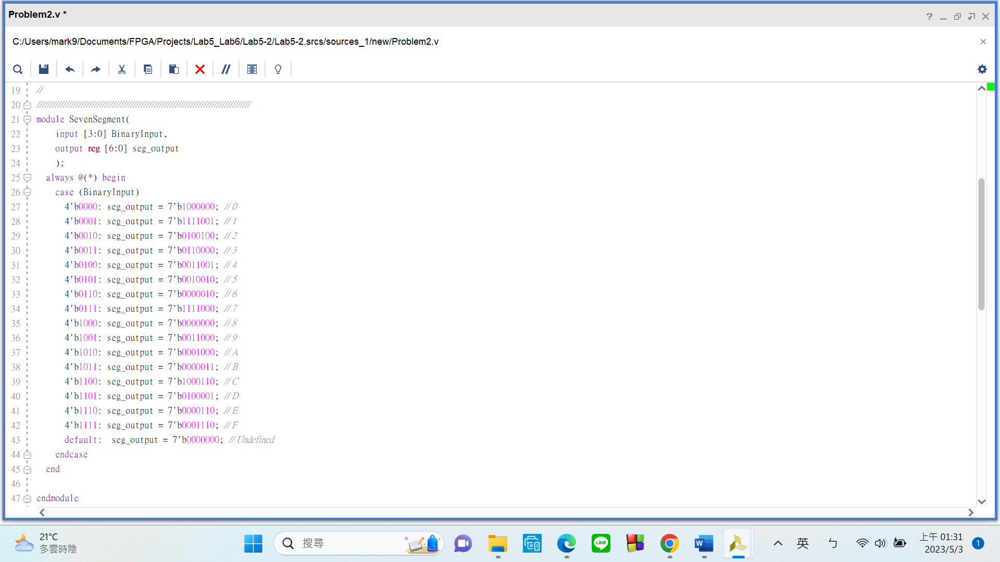 Problem2.v *
C:/Users/mark9/Documents/FPGA/Projects/Lab5_Lab6/Lab5-2/Lab5-2.srcs/sources_1/new/Problem2.v
19 //
20 //////////////////////////////////////////////////////////////////////////////////
21 module SevenSegment(
22 input [3:0] BinaryInput,
23 output reg [6:0] seg_output
24 );
25 always @(*) begin
26 case (BinaryInput)
27 4'b0000: seg_output = 7'b1000000; //0
28 4'b0001: seg_output = 7'b1111001; //1
29 4'b0010: seg_output = 7'b0100100; //2
30 4'b0011: seg_output = 7'b0110000; //3
31 4'b0100: seg_output = 7'b0011001; //4
32 4'b0101: seg_output = 7'b0010010; //5
33 4'b0110: seg_output = 7'b0000010; //6
34 4'b0111: seg_output = 7'b1111000; //7
35 4'b1000: seg_output = 7'b0000000; //8
36 4'b1001: seg_output = 7'b0011000; //9
37 4'b1010: seg_output = 7'b0001000; //A
38 4'b1011: seg_output = 7'b0000011; //B
39 4'b1100: seg_output = 7'b1000110; //C
40 4'b1101: seg_output = 7'b0100001; //D
41 4'b1110: seg_output = 7'b0000110; //E
42 4'b1111: seg_output = 7'b0001110; //F
43 default: seg_output = 7'b0000000; //Undefined
44 endcase
45 end
46
47 endmodule
21°C
多雲時陰
搜尋
LINE
W
英
ㄅ
上午 01:31
2023/5/3
1